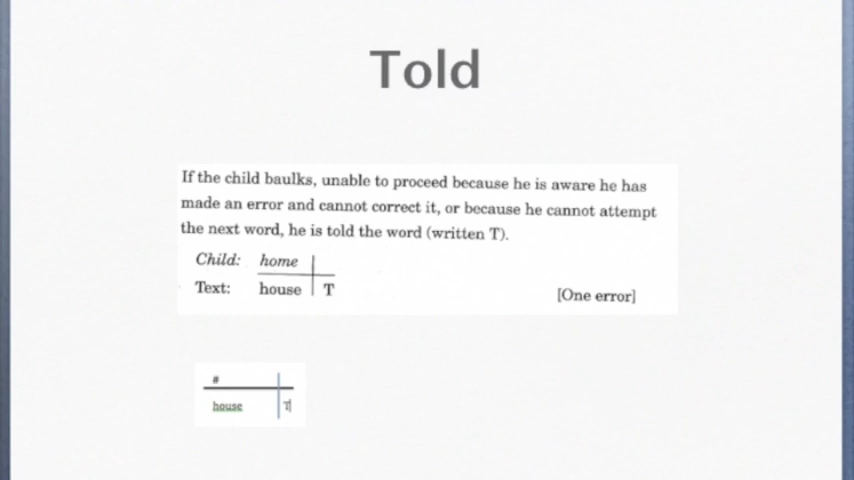 Told
If the child baulks, unable to proceed because he is aware he has
made an error and cannot correct it, or because he cannot attempt
the next word, he is told the word (written T).
Child: home
Text: house T
[One error]
#
house T